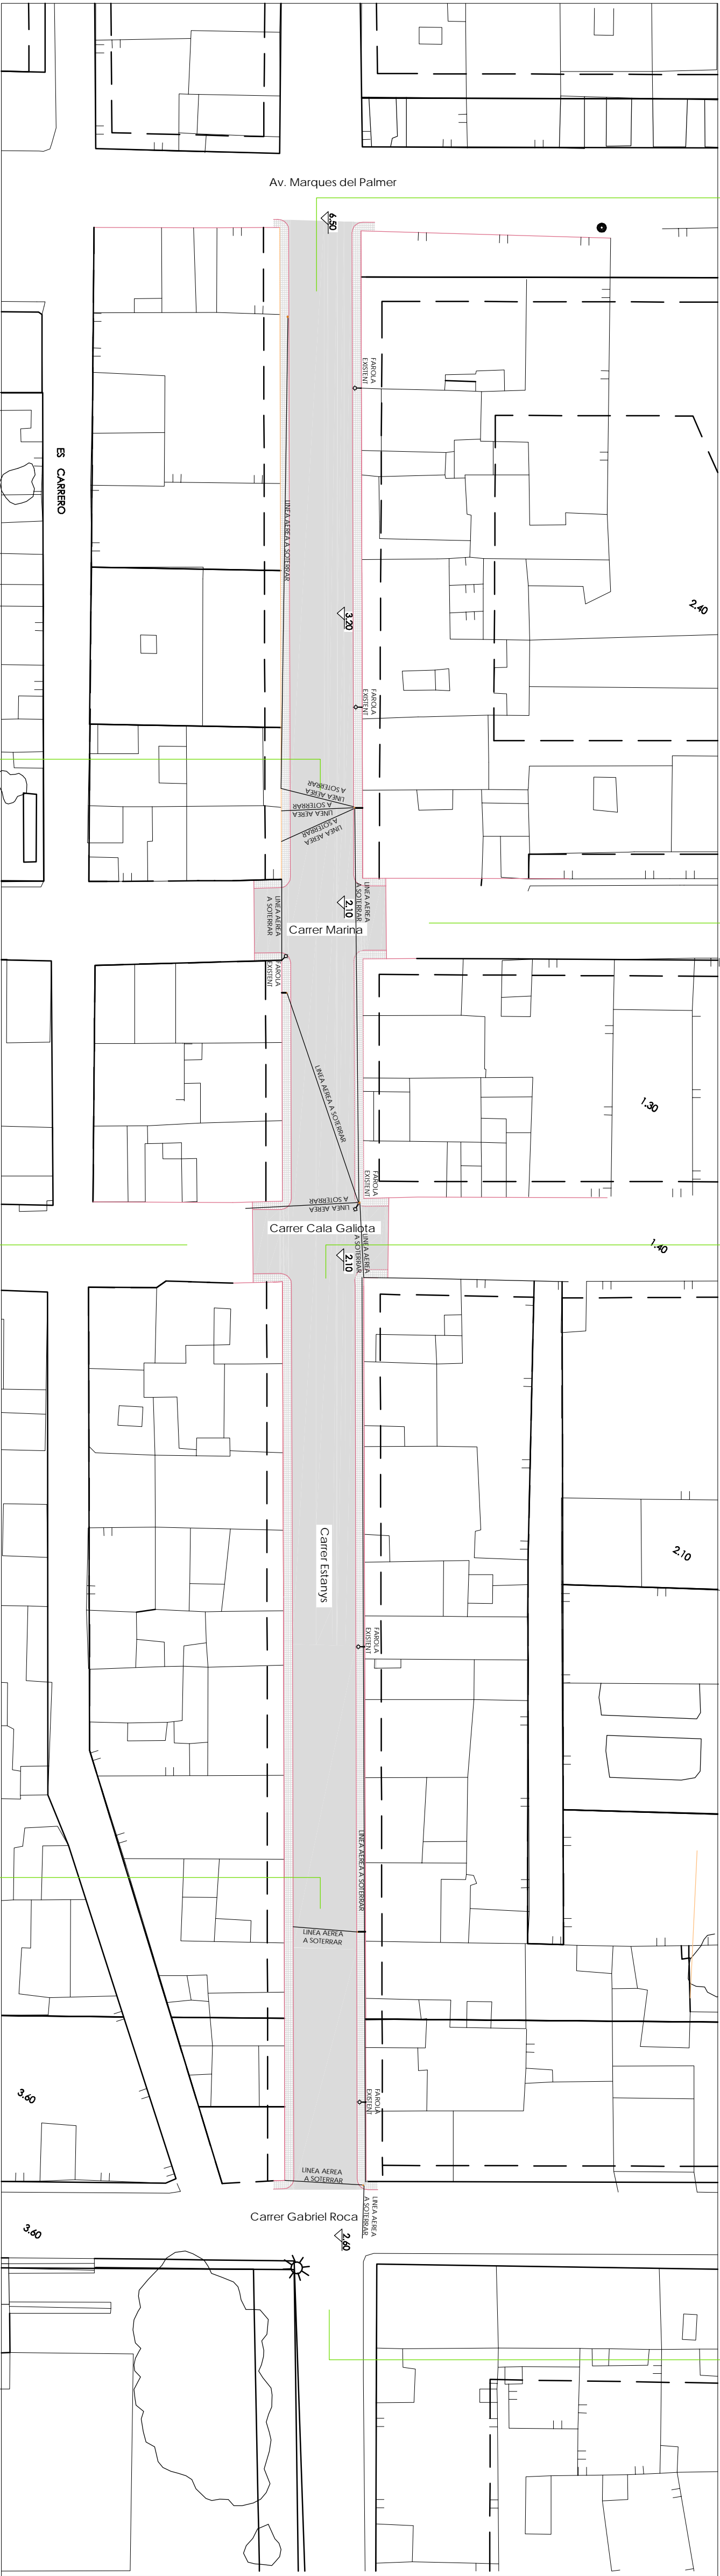 Av. Marques del Palmer
6.50
FAROLA
EXISTENT
ES CARRERO
LINEA AEREA A SOTERRAR
2.40
3.20
FAROLA
EXISTENT
LINEA AEREA
A SOTERRAR
LINEA AEREA
A SOTERRAR
LINEA AEREA
A SOTERRAR
LINEA AEREA
A SOTERRAR
2.10
LINEA AEREA
A SOTERRAR
Carrer Marina
FAROLA
EXISTENT
LINEA AEREA A SOTERRAR
1.30
FAROLA
EXISTENT
LINEA AEREA
A SOTERRAR
Carrer Cala Galiota
LINEA AEREA
A SOTERRAR
2.10
1.40
Carrer Estanys
2.10
FAROLA
EXISTENT
LINEA AEREA A SOTERRAR
LINEA AEREA
A SOTERRAR
3.60
FAROLA
EXISTENT
LINEA AEREA
A SOTERRAR
LINEA AEREA
A SOTERRAR
Carrer Gabriel Roca
3.60
2.60